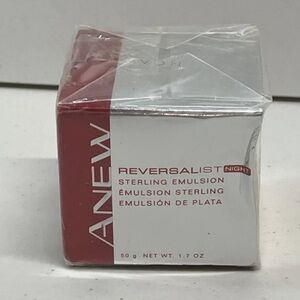 ANEW
REVERSALIST NIGHT
STERLING EMULSION
ÉMULSION STERLING
EMULSIÓN DE PLATA
50 g NET WT. 1.7 OZ